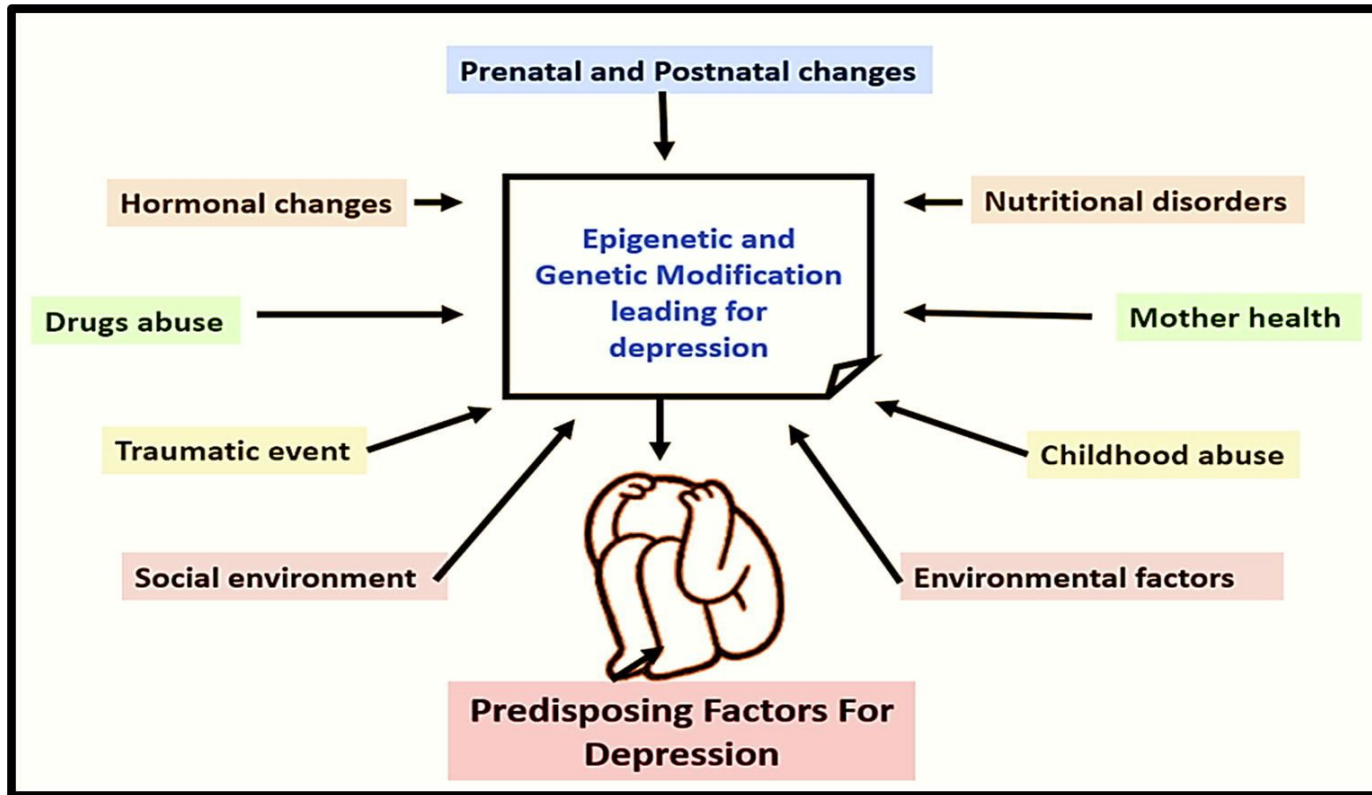 Prenatal and Postnatal changes
Hormonal changes
Nutritional disorders
Epigenetic and
Genetic Modification
leading for
depression
Drugs abuse
Mother health
Traumatic event
Childhood abuse
Social environment
Environmental factors
Predisposing Factors For
Depression